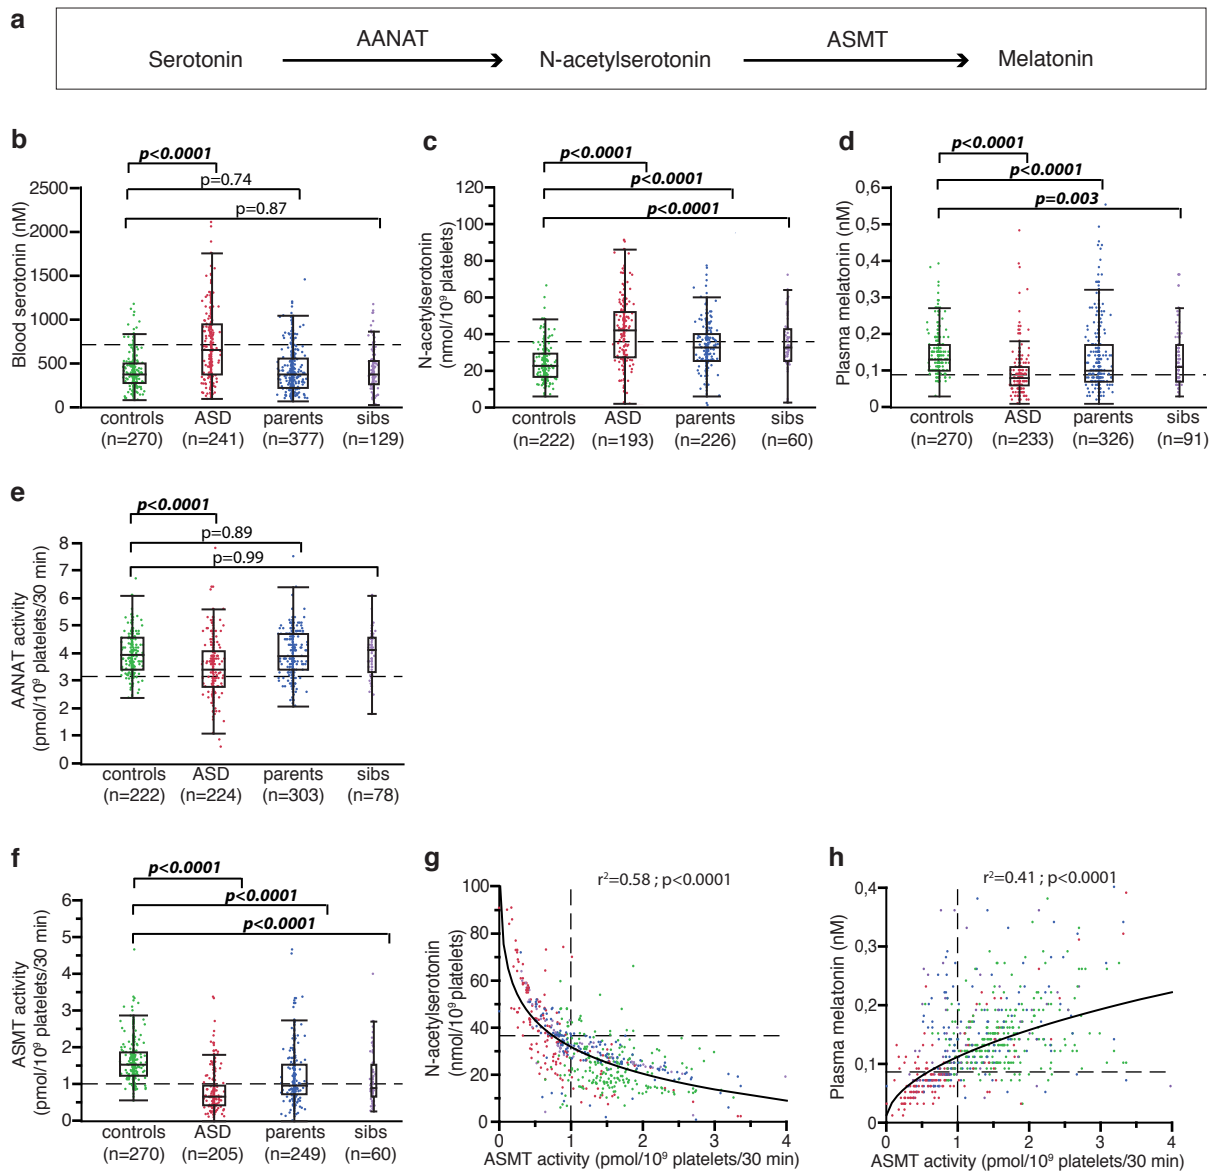 a
Serotonin AANAT N-acetylserotonin ASMT Melatonin
b
p<0.0001
p=0.74
p=0.87
Blood serotonin (nM)
2500
2000
1500
1000
500
0
controls ASD parents sibs
(n=270) (n=241) (n=377) (n=129)
c
p<0.0001
p<0.0001
p<0.0001
N-acetylserotonin
(nmol/10⁹ platelets)
120
100
80
60
40
20
0
controls ASD parents sibs
(n=222) (n=193) (n=226) (n=60)
d
p<0.0001
p<0.0001
p=0.003
Plasma melatonin (nM)
0,6
0,5
0,4
0,3
0,2
0,1
0
controls ASD parents sibs
(n=270) (n=233) (n=326) (n=91)
e
p<0.0001
p=0.89
p=0.99
AANAT activity
(pmol/10⁹ platelets/30 min)
8
7
6
5
4
3
2
1
0
controls ASD parents sibs
(n=222) (n=224) (n=303) (n=78)
f
p<0.0001
p<0.0001
p<0.0001
ASMT activity
(pmol/10⁹ platelets/30 min)
6
5
4
3
2
1
0
controls ASD parents sibs
(n=270) (n=205) (n=249) (n=60)
g
r²=0.58 ; p<0.0001
N-acetylserotonin
(nmol/10⁹ platelets)
100
80
60
40
20
0
0 1 2 3 4
ASMT activity (pmol/10⁹ platelets/30 min)
h
r²=0.41 ; p<0.0001
Plasma melatonin (nM)
0,4
0,3
0,2
0,1
0
0 1 2 3 4
ASMT activity (pmol/10⁹ platelets/30 min)